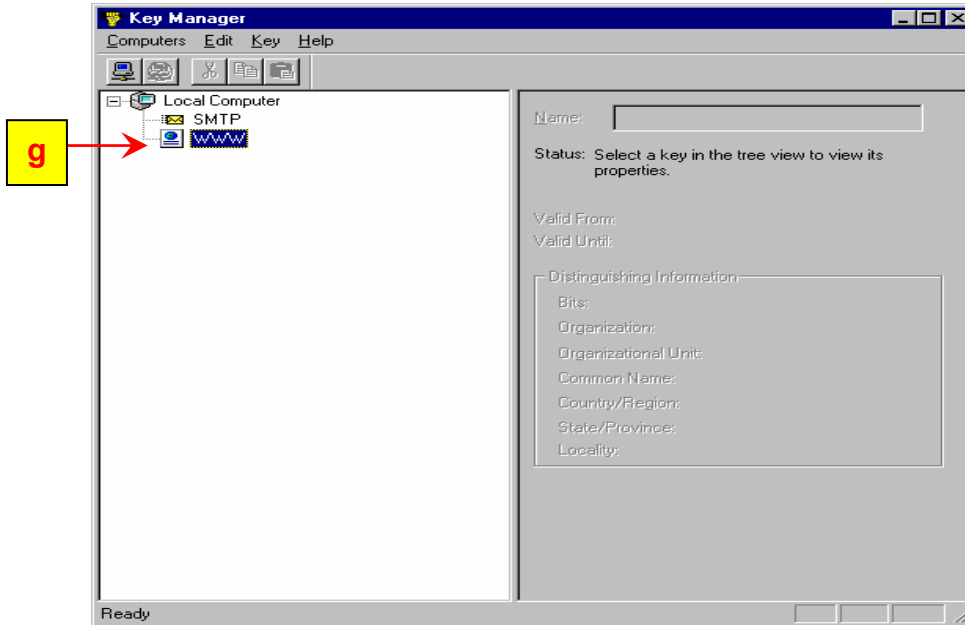 Key Manager
Computers Edit Key Help
Local Computer
SMTP
WWW
g
Name:
Status: Select a key in the tree view to view its
properties.
Valid From:
Valid Until:
Distinguishing Information
Bits:
Organization:
Organizational Unit:
Common Name:
Country/Region:
State/Province:
Locality:
Ready